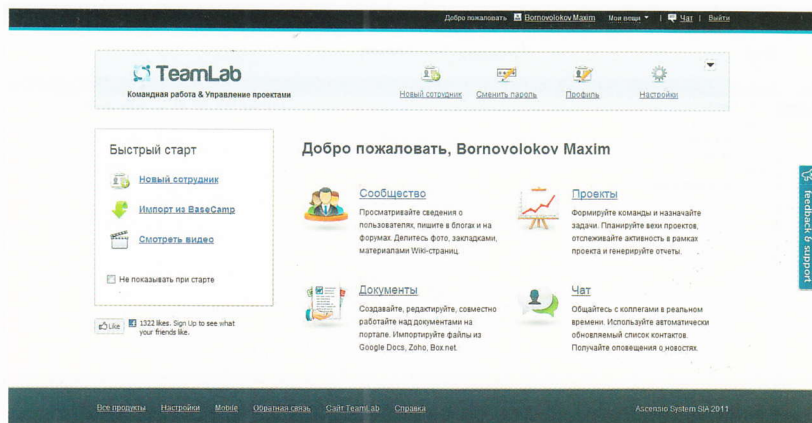 Добро пожаловать Bornovolokov Maxim Мои вещи | Чат | Выйти
TeamLab
Командная работа & Управление проектами
Новый сотрудник Сменить пароль Профиль Настройки
Быстрый старт
Новый сотрудник
Импорт из BaseCamp
Смотреть видео
Не показывать при старте
Like 1322 likes. Sign Up to see what
your friends like.
Добро пожаловать, Bornovolokov Maxim
Сообщество
Просматривайте сведения о
пользователях, пишите в блогах и на
форумах. Делитесь фото, закладками,
материалами Wiki-страниц.
Проекты
Формируйте команды и назначайте
задачи. Планируйте вехи проектов,
отслеживайте активность в рамках
проекта и генерируйте отчеты.
Документы
Создавайте, редактируйте, совместно
работайте над документами на
портале. Импортируйте файлы из
Google Docs, Zoho, Box.net.
Чат
Общайтесь с коллегами в реальном
времени. Используйте автоматически
обновляемый список контактов.
Получайте оповещения о новостях.
feedback & support
Все продукты Настройки Mobile Обратная связь Сайт TeamLab Справка
Ascensio System SIA 2011